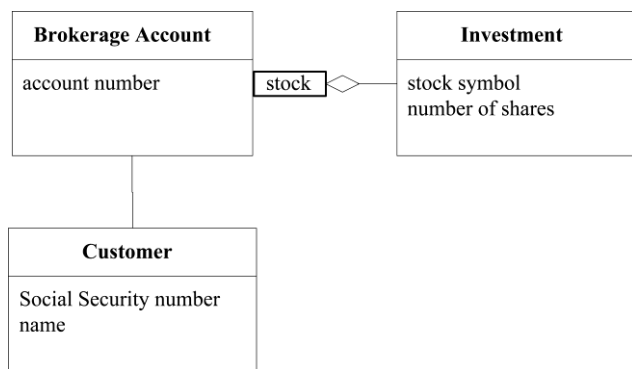 Brokerage Account
account number
stock
Investment
stock symbol
number of shares
Customer
Social Security number
name